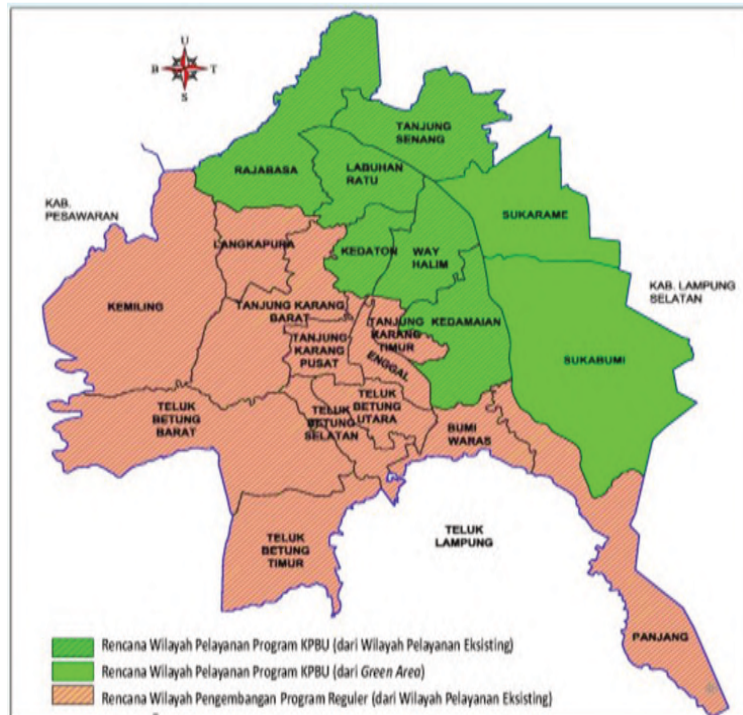 U
B
T
S
TANJUNG
SENANG
RAJABASA
LABUHAN
RATU
KAB.
PESAWARAN
SUKARAME
LANGKAPURA
KEDATON
WAY
HALIM
KAB. LAMPUNG
SELATAN
KEMILING
TANJUNG KARANG
BARAT
TANJUNG
KARANG
TIMUR
KEDAMAIAN
TANJUNG
KARANG
PUSAT
ENGGAL
SUKABUMI
TELUK
BETUNG
BARAT
TELUK
BETUNG
SELATAN
TELUK
BETUNG
UTARA
BUMI
WARAS
TELUK
BETUNG
TIMUR
TELUK
LAMPUNG
PANJANG
Rencana Wilayah Pelayanan Program KPBU (dari Wilayah Pelayanan Eksisting)
Rencana Wilayah Pelayanan Program KPBU (dari Green Area)
Rencana Wilayah Pengembangan Program Reguler (dari Wilayah Pelayanan Eksisting)